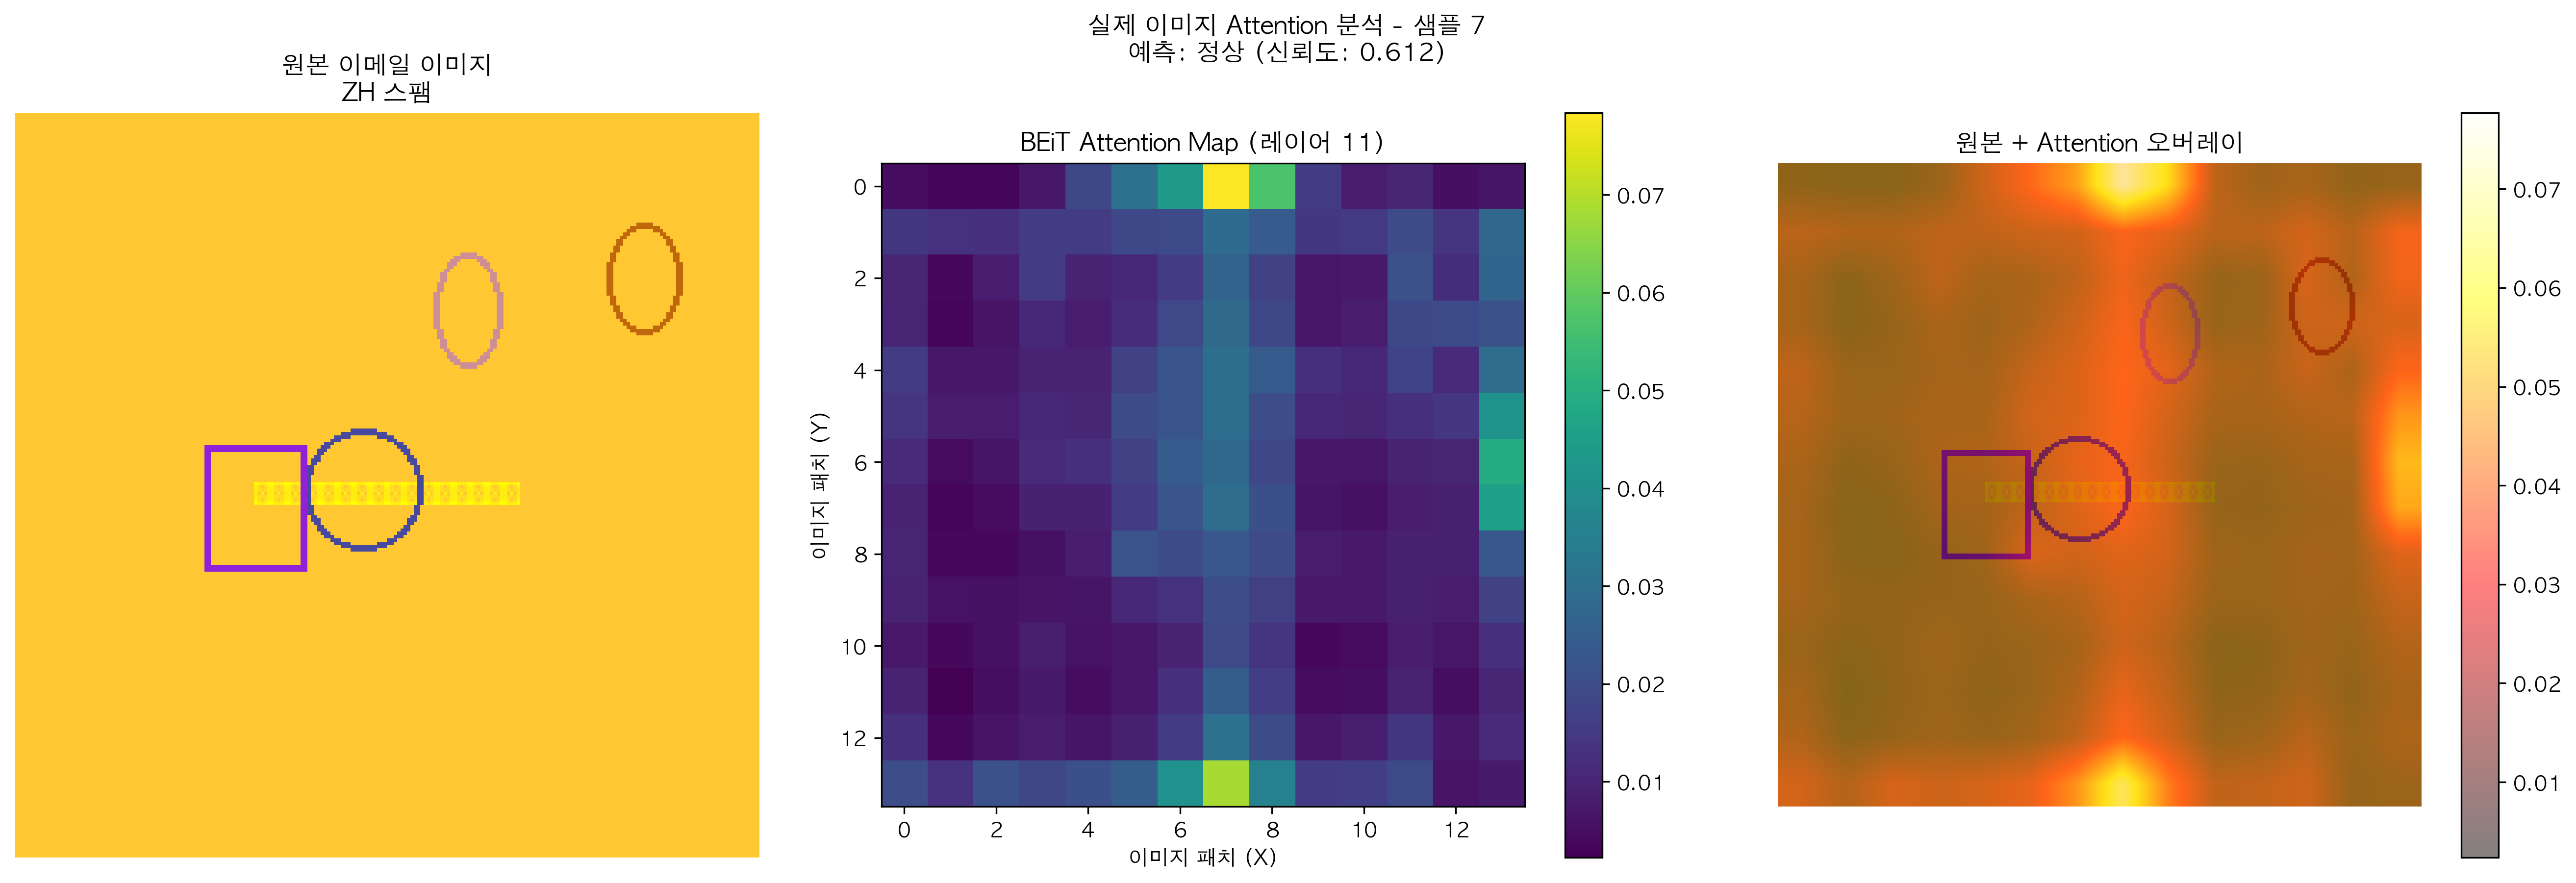 실제 이미지 Attention 분석 - 샘플 7
예측: 정상 (신뢰도: 0.612)
원본 이메일 이미지
ZH 스팸
BEiT Attention Map (레이어 11)
0
2
4
6
8
10
12
이미지 패치 (Y)
0 2 4 6 8 10 12
이미지 패치 (X)
0.07
0.06
0.05
0.04
0.03
0.02
0.01
원본 + Attention 오버레이
0.07
0.06
0.05
0.04
0.03
0.02
0.01